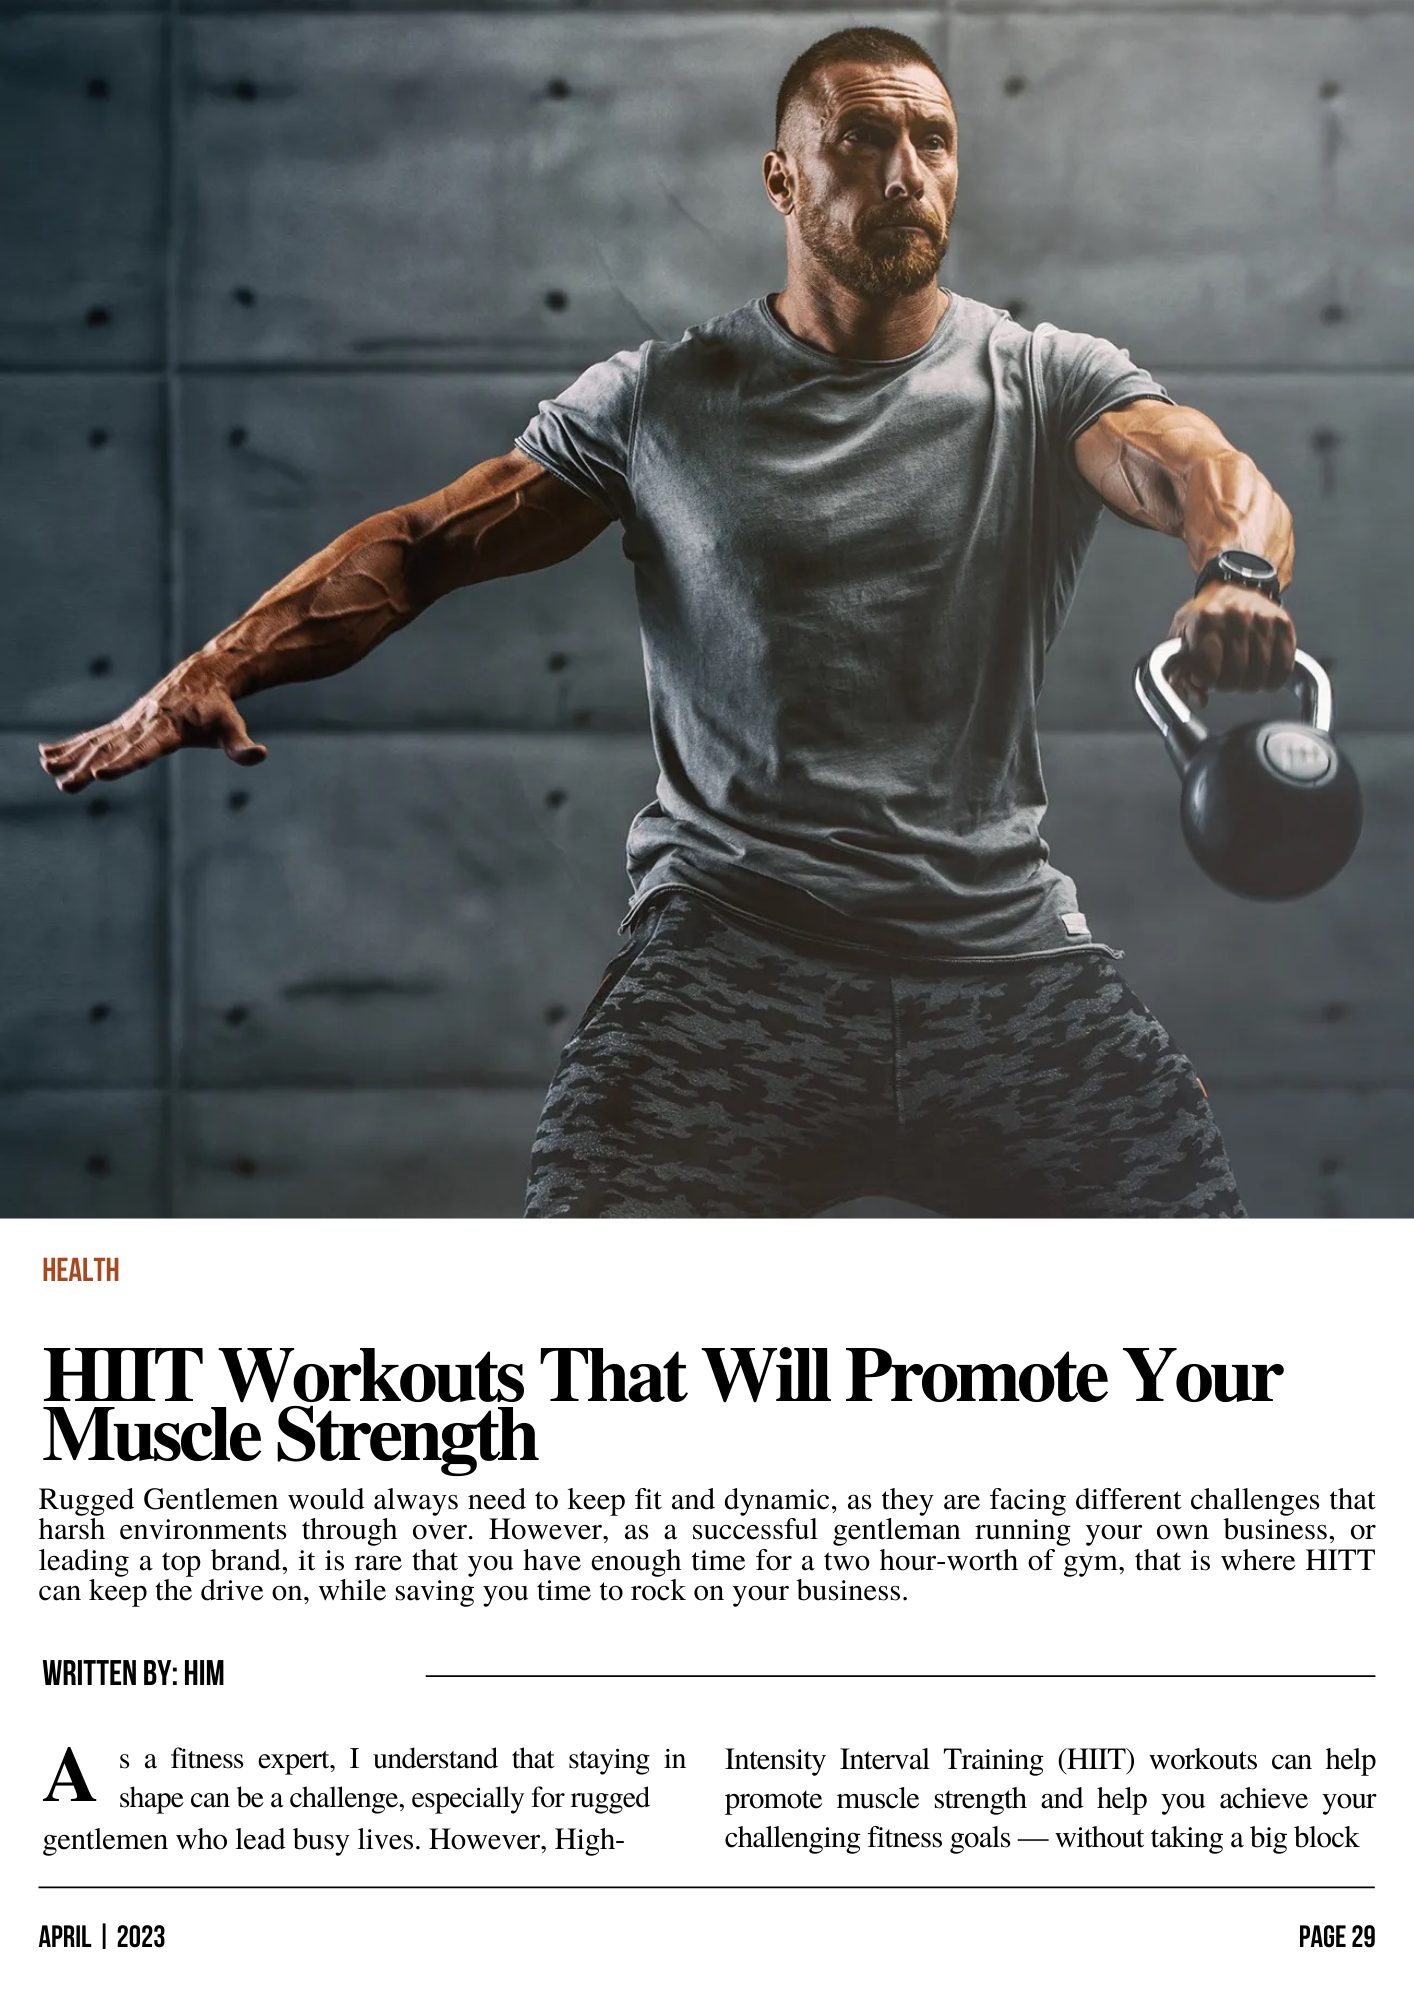 HEALTH
HIIT Workouts That Will Promote Your
Muscle Strength
Rugged Gentlemen would always need to keep fit and dynamic, as they are facing different challenges that
harsh environments through over. However, as a successful gentleman running your own business, or
leading a top brand, it is rare that you have enough time for a two hour-worth of gym, that is where HITT
can keep the drive on, while saving you time to rock on your business.
WRITTEN BY: HIM
As a fitness expert, I understand that staying in
shape can be a challenge, especially for rugged
gentlemen who lead busy lives. However, High-
Intensity Interval Training (HIIT) workouts can help
promote muscle strength and help you achieve your
challenging fitness goals — without taking a big block
APRIL | 2023
PAGE 29